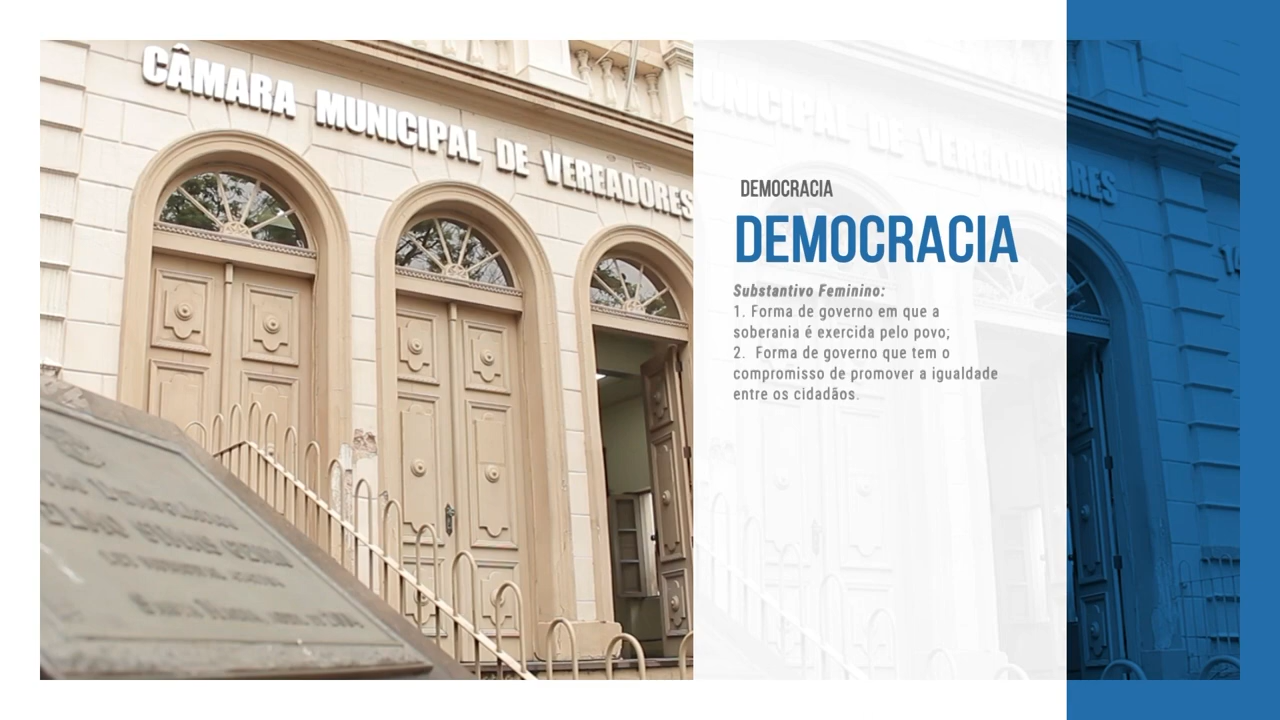 CÂMARA MUNICIPAL DE VEREADORES
DEMOCRACIA
DEMOCRACIA
Substantivo Feminino:
1. Forma de governo em que a
soberania é exercida pelo povo;
2. Forma de governo que tem o
compromisso de promover a igualdade
entre os cidadãos.